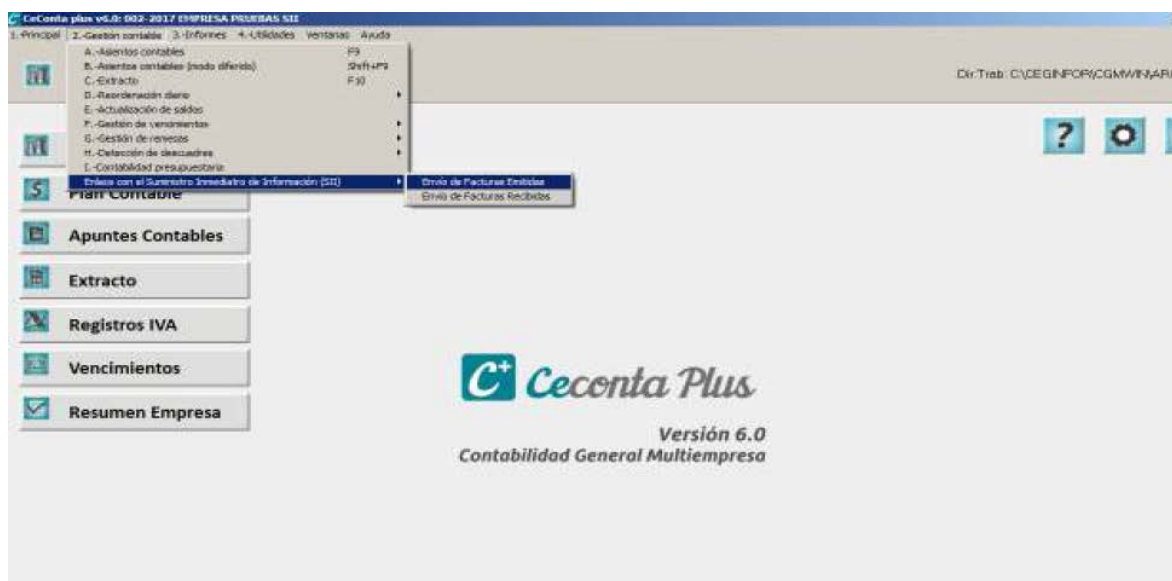 CeConta plus v6.0: 002-2017 EMPRESA PRUEBAS SII
1.-Principal 2.-Gestión contable 3.-Informes 4.-Utilidades Ventanas Ayuda
A.-Asientos contables F9
B.-Asientos contables (modo diferido) Shift+F9
C.-Extracto F10
D.-Reordenación diario
E.-Actualización de saldos
F.-Gestión de vencimientos
G.-Gestión de remesas
H.-Detección de descuadres
I.-Contabilidad presupuestaria
Enlace con el Suministro Inmediatro de Información (SII)
Envio de Facturas Emitidas
Envio de Facturas Recibidas
Dir.Trab: C:\CEGINFOR\CGMWIN\ARI
?
Plan Contable
Apuntes Contables
Extracto
Registros IVA
Vencimientos
Resumen Empresa
C+ Ceconta Plus
Versión 6.0
Contabilidad General Multiempresa